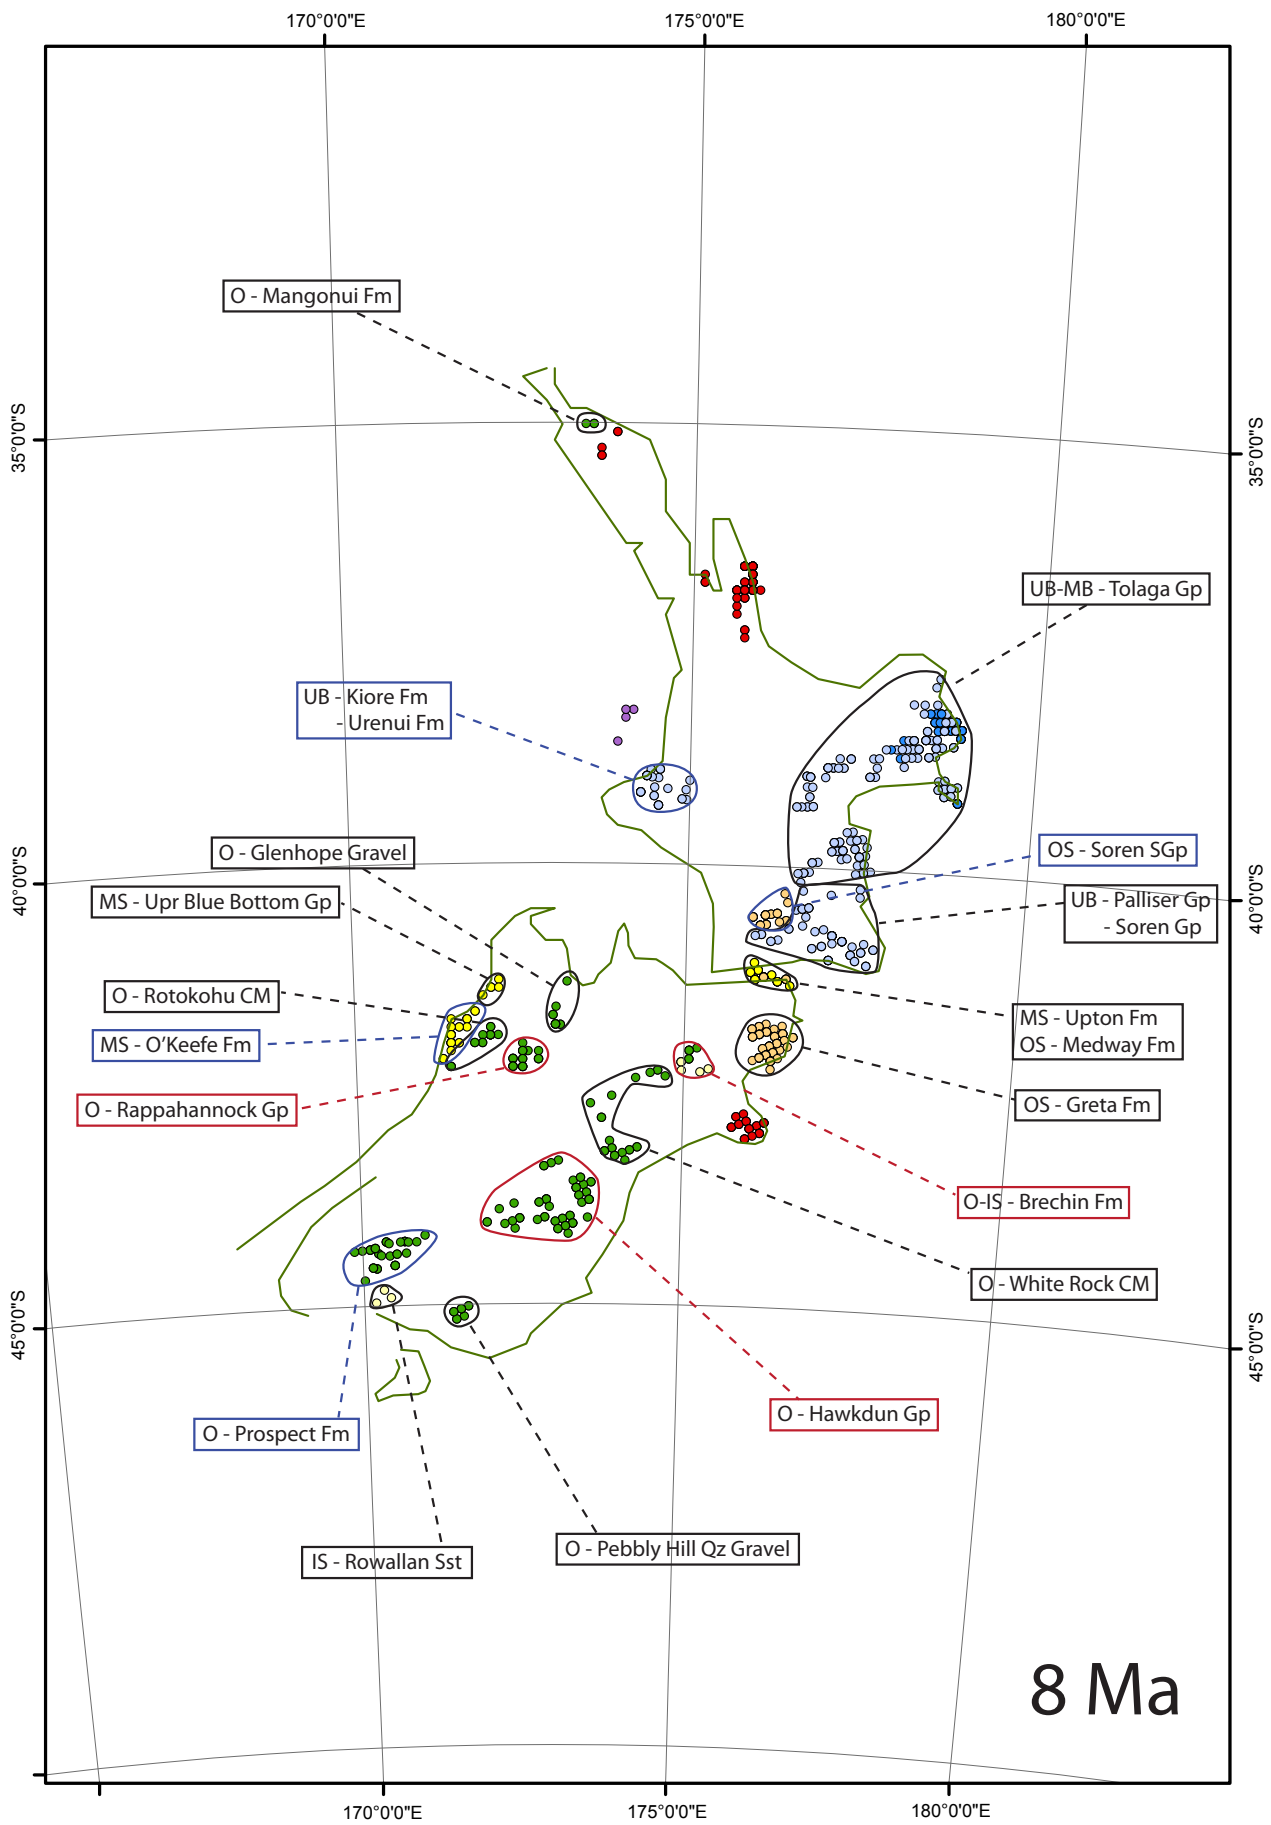 170°0'0"E
175°0'0"E
180°0'0"E
O - Mangonui Fm
35°0'0"S
35°0'0"S
UB-MB - Tolaga Gp
UB - Kiore Fm
- Urenui Fm
O - Glenhope Gravel
OS - Soren SGp
40°0'0"S
40°0'0"S
MS - Upr Blue Bottom Gp
UB - Palliser Gp
- Soren Gp
O - Rotokohu CM
MS - O'Keefe Fm
MS - Upton Fm
OS - Medway Fm
O - Rappahannock Gp
OS - Greta Fm
O-IS - Brechin Fm
O - White Rock CM
45°0'0"S
45°0'0"S
O - Prospect Fm
O - Hawkdun Gp
IS - Rowallan Sst
O - Pebbly Hill Qz Gravel
8 Ma
170°0'0"E
175°0'0"E
180°0'0"E